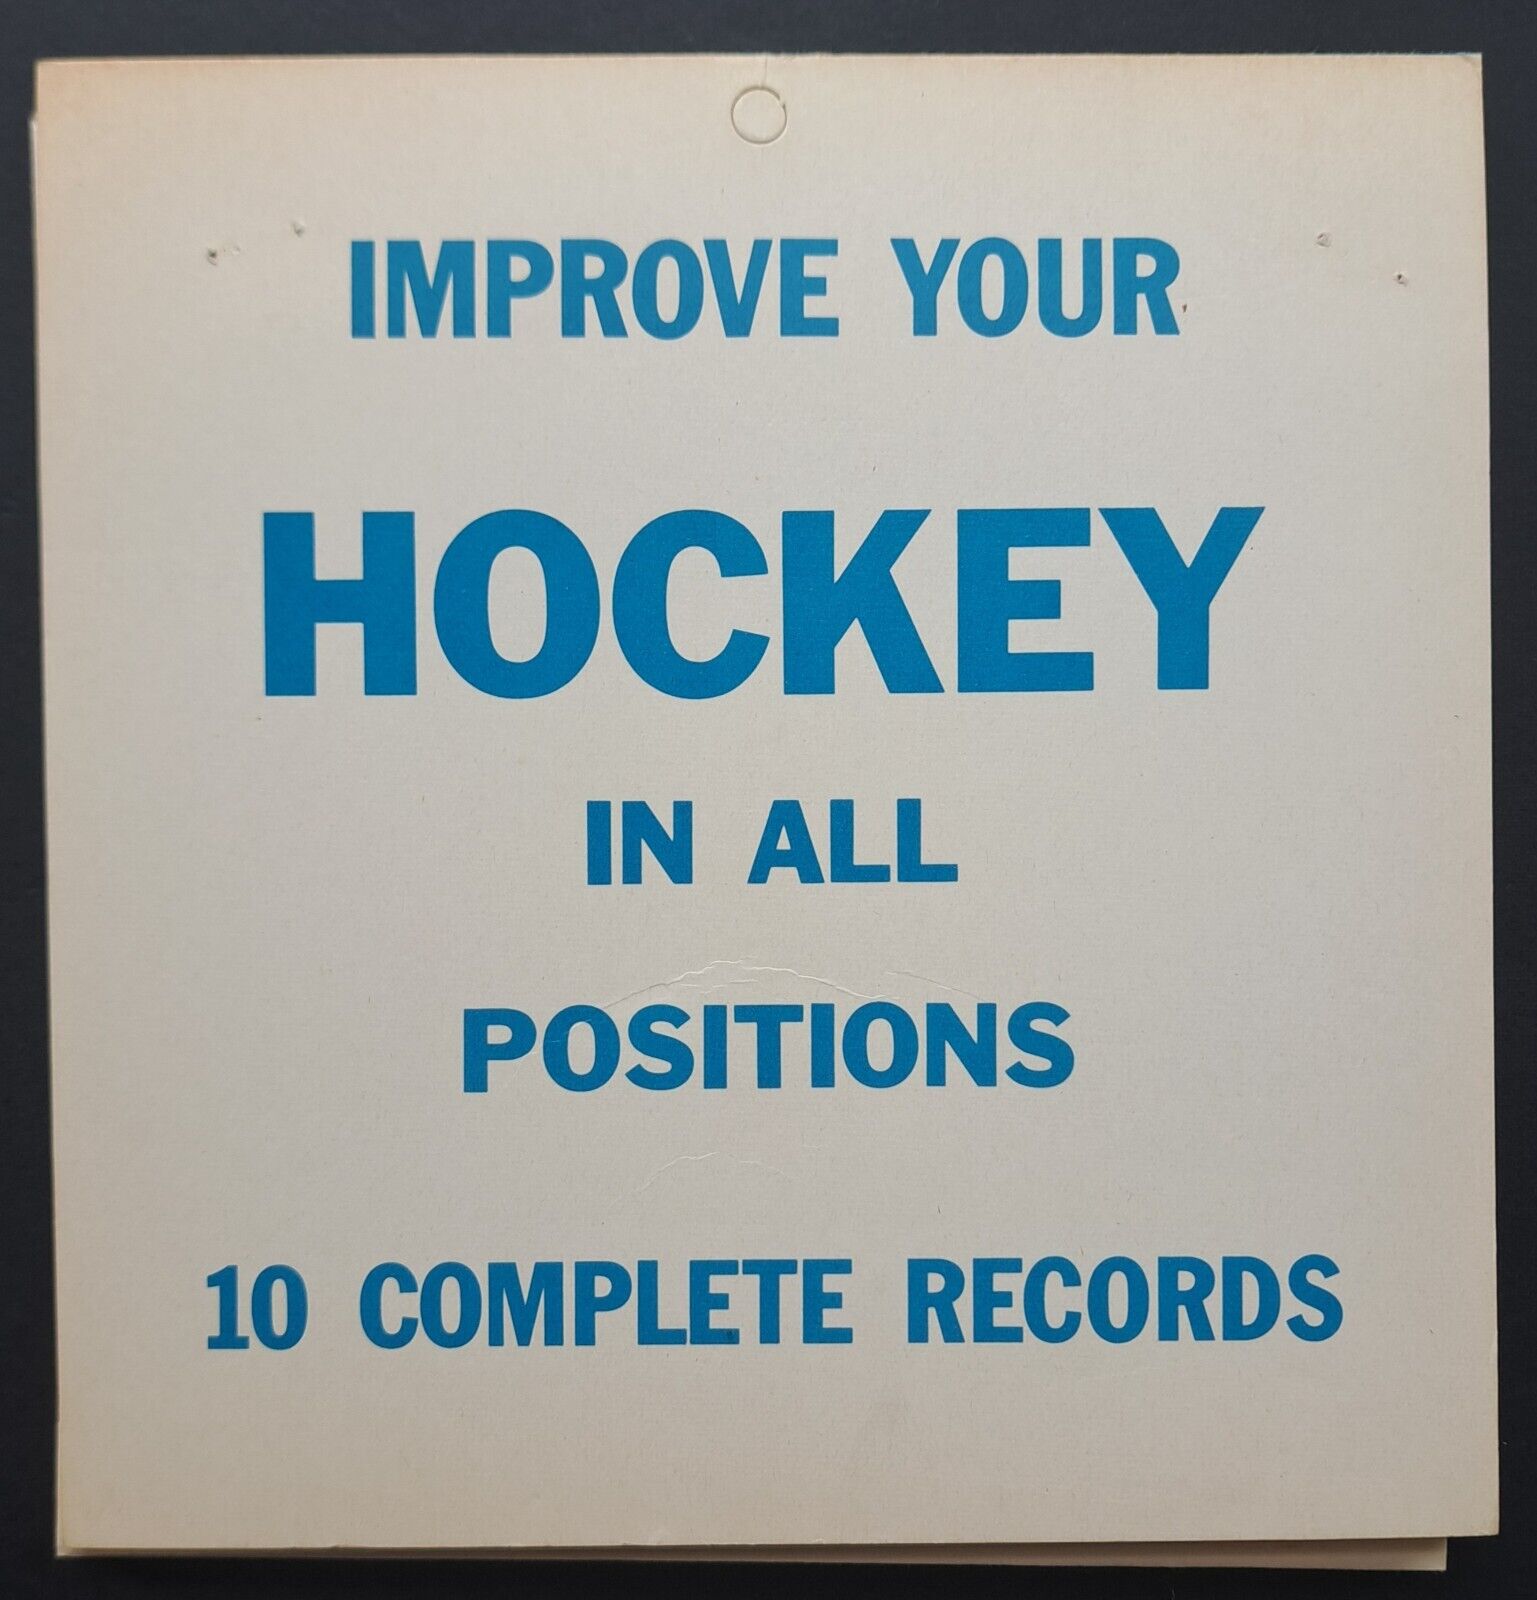 IMPROVE YOUR
HOCKEY
IN ALL
POSITIONS
10 COMPLETE RECORDS